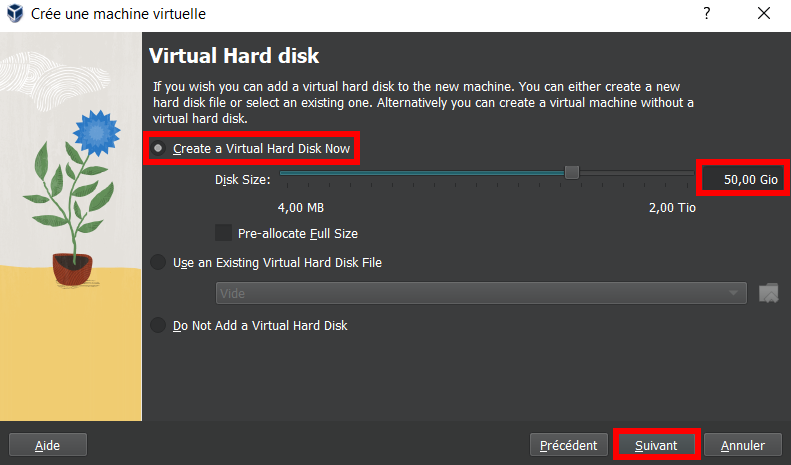 Crée une machine virtuelle
?
Virtual Hard disk
If you wish you can add a virtual hard disk to the new machine. You can either create a new
hard disk file or select an existing one. Alternatively you can create a virtual machine without a
virtual hard disk.
Create a Virtual Hard Disk Now
Disk Size:
50,00 Gio
4,00 MB
2,00 Tio
Pre-allocate Full Size
Use an Existing Virtual Hard Disk File
Vide
Do Not Add a Virtual Hard Disk
Aide
Précédent
Suivant
Annuler